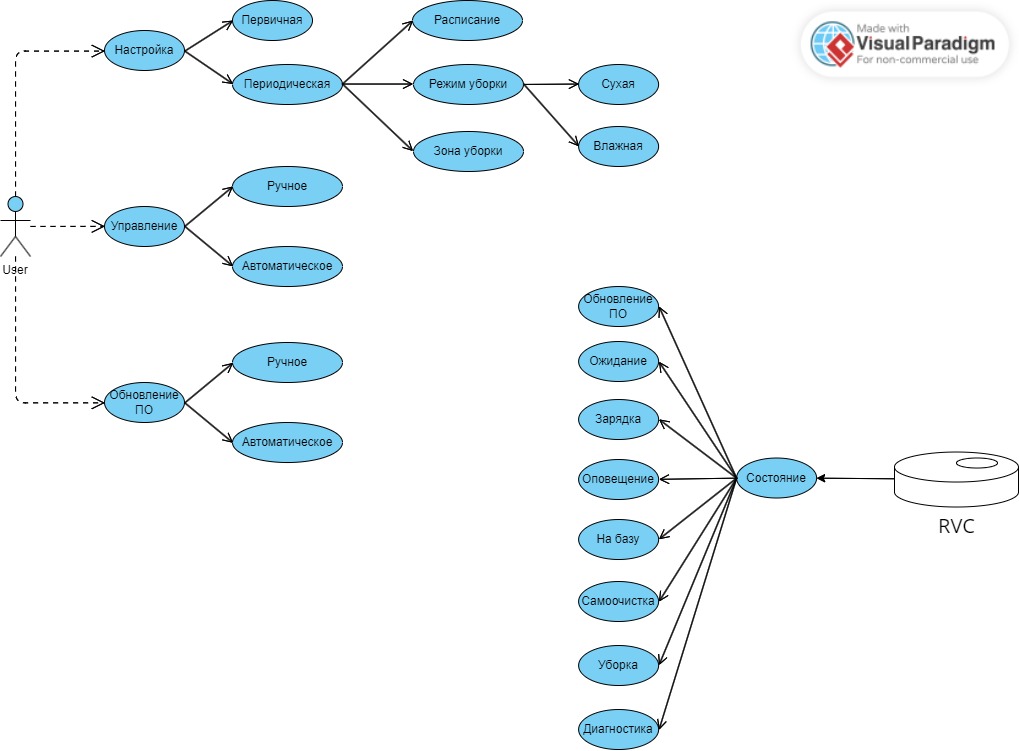 Made with
Visual Paradigm
For non-commercial use
Первичная
Расписание
Настройка
Периодическая
Режим уборки
Сухая
Зона уборки
Влажная
Ручное
Управление
User
Автоматическое
Ручное
Обновление
ПО
Автоматическое
Обновление
ПО
Ожидание
Зарядка
Оповещение
Состояние
На базу
RVC
Самоочистка
Уборка
Диагностика